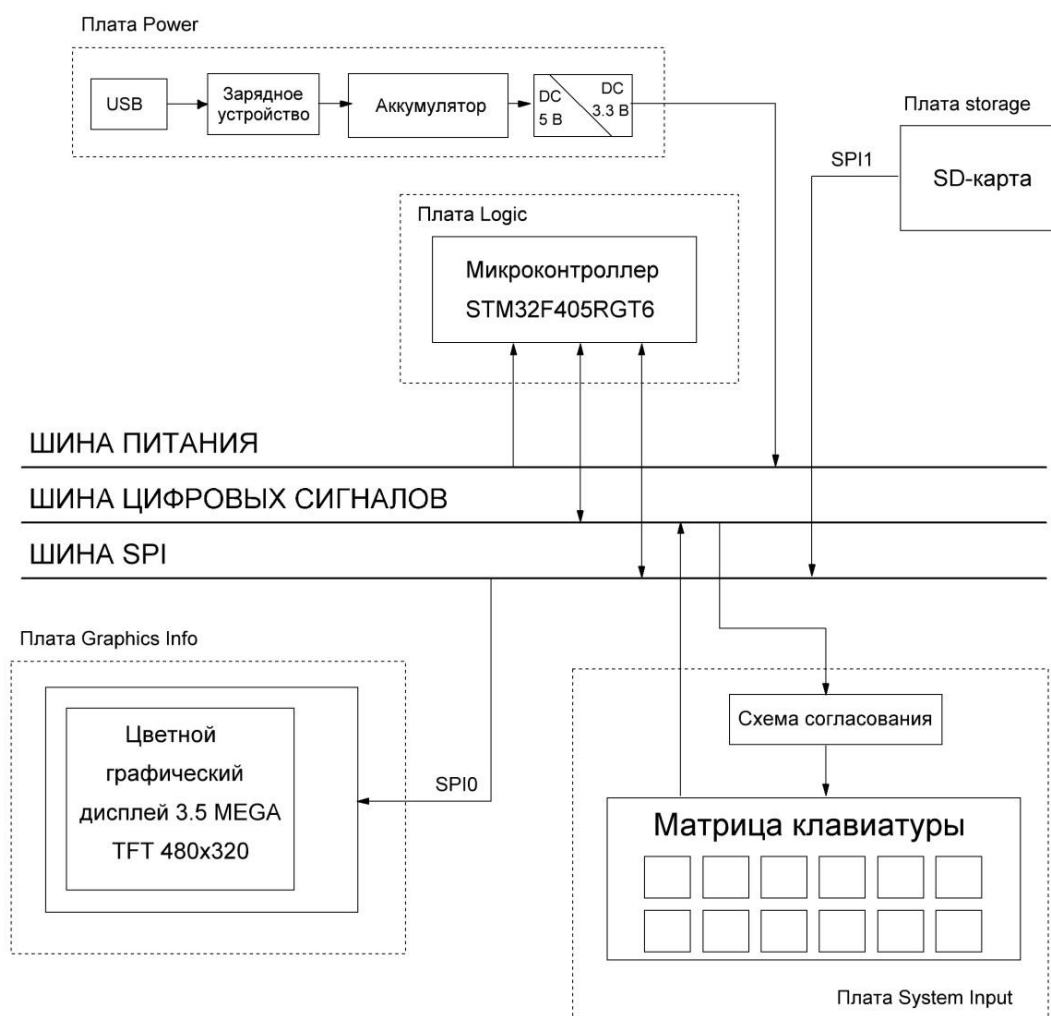 Плата Power
USB
Зарядное
устройство
Аккумулятор
DC
5 В
DC
3.3 В
Плата storage
SPI1
SD-карта
Плата Logic
Микроконтроллер
STM32F405RGT6
ШИНА ПИТАНИЯ
ШИНА ЦИФРОВЫХ СИГНАЛОВ
ШИНА SPI
Плата Graphics Info
Цветной
графический
дисплей 3.5 MEGA
TFT 480x320
SPI0
Схема согласования
Матрица клавиатуры
Плата System Input